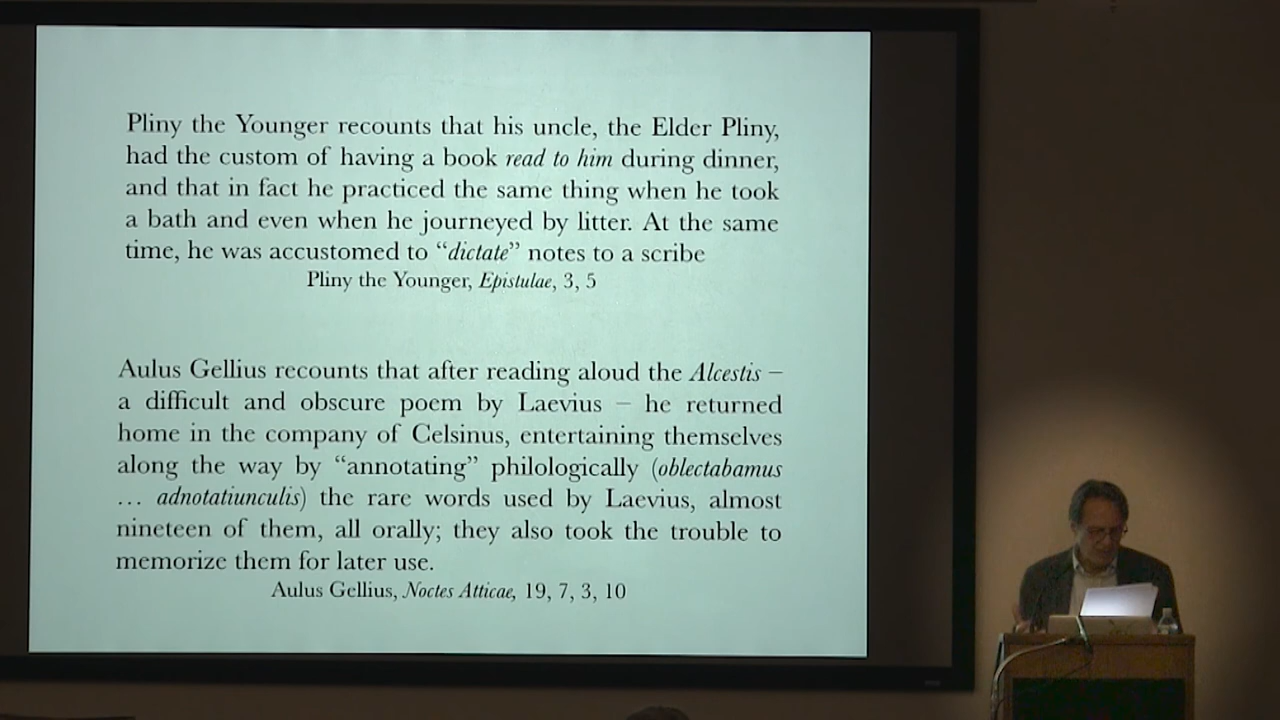 Pliny the Younger recounts that his uncle, the Elder Pliny,
had the custom of having a book read to him during dinner,
and that in fact he practiced the same thing when he took
a bath and even when he journeyed by litter. At the same
time, he was accustomed to “dictate” notes to a scribe
Pliny the Younger, Epistulae, 3, 5
Aulus Gellius recounts that after reading aloud the Alcestis –
a difficult and obscure poem by Laevius – he returned
home in the company of Celsinus, entertaining themselves
along the way by “annotating” philologically (oblectabamus
... adnotatiunculis) the rare words used by Laevius, almost
nineteen of them, all orally; they also took the trouble to
memorize them for later use.
Aulus Gellius, Noctes Atticae, 19, 7, 3, 10